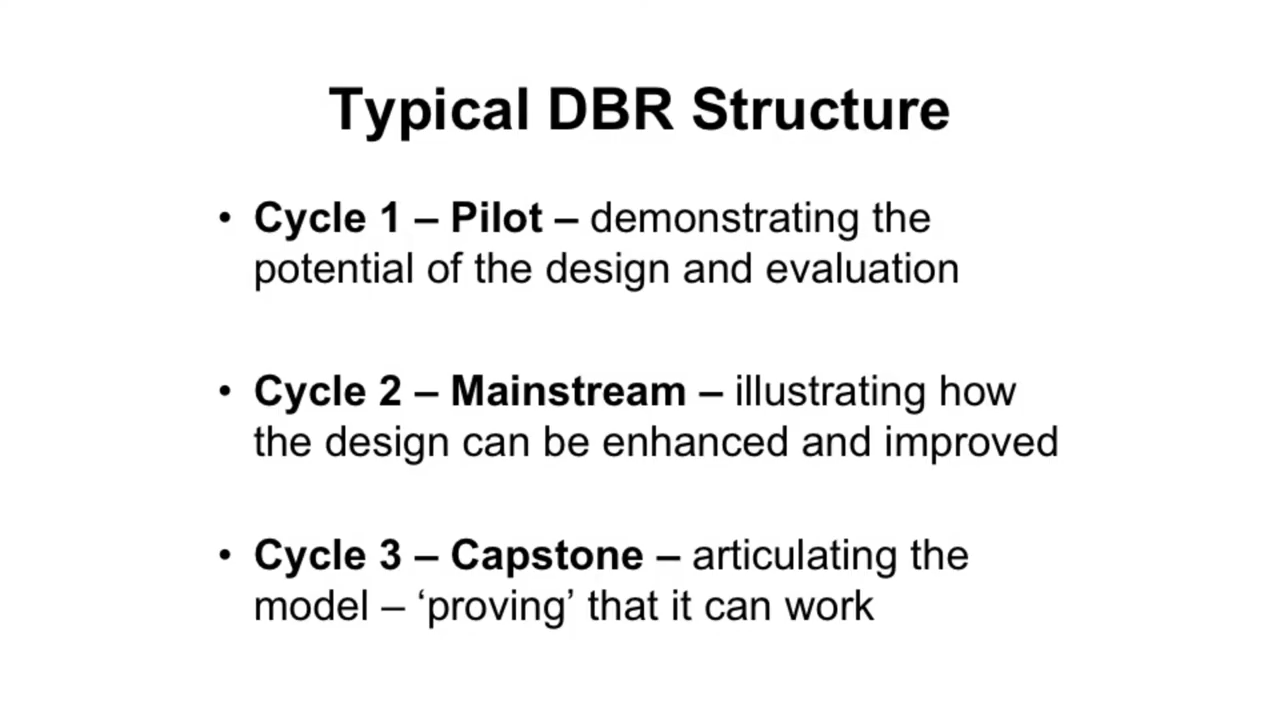 Typical DBR Structure
• Cycle 1 – Pilot – demonstrating the
potential of the design and evaluation
• Cycle 2 – Mainstream – illustrating how
the design can be enhanced and improved
• Cycle 3 – Capstone – articulating the
model – ‘proving’ that it can work